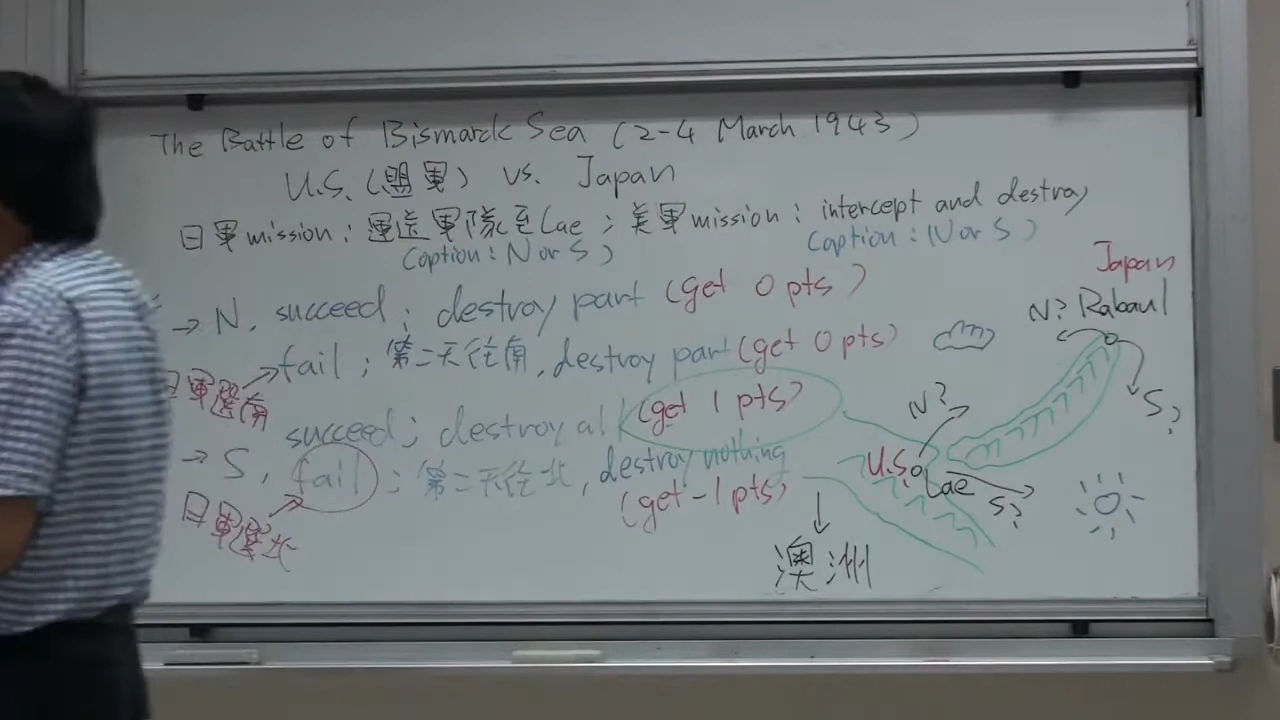 The Battle of Bismarck Sea (2-4 March 1943)
U.S. (盟軍) vs. Japan
日軍mission: 運送軍隊至Lae; 美軍mission: intercept and destroy
(option: N or S)
(option: N or S)
→ N, succeed; destroy part (get 0 pts)
fail; 第二天往南, destroy part (get 0 pts)
日軍選南
succeed; destroy all (get 1 pts)
→ S, fail; 第二天往北, destroy nothing
(get -1 pts)
日軍選北
Japan
N? Rabaul
S?
N?
U.S.
Lae
S?
↓
澳洲